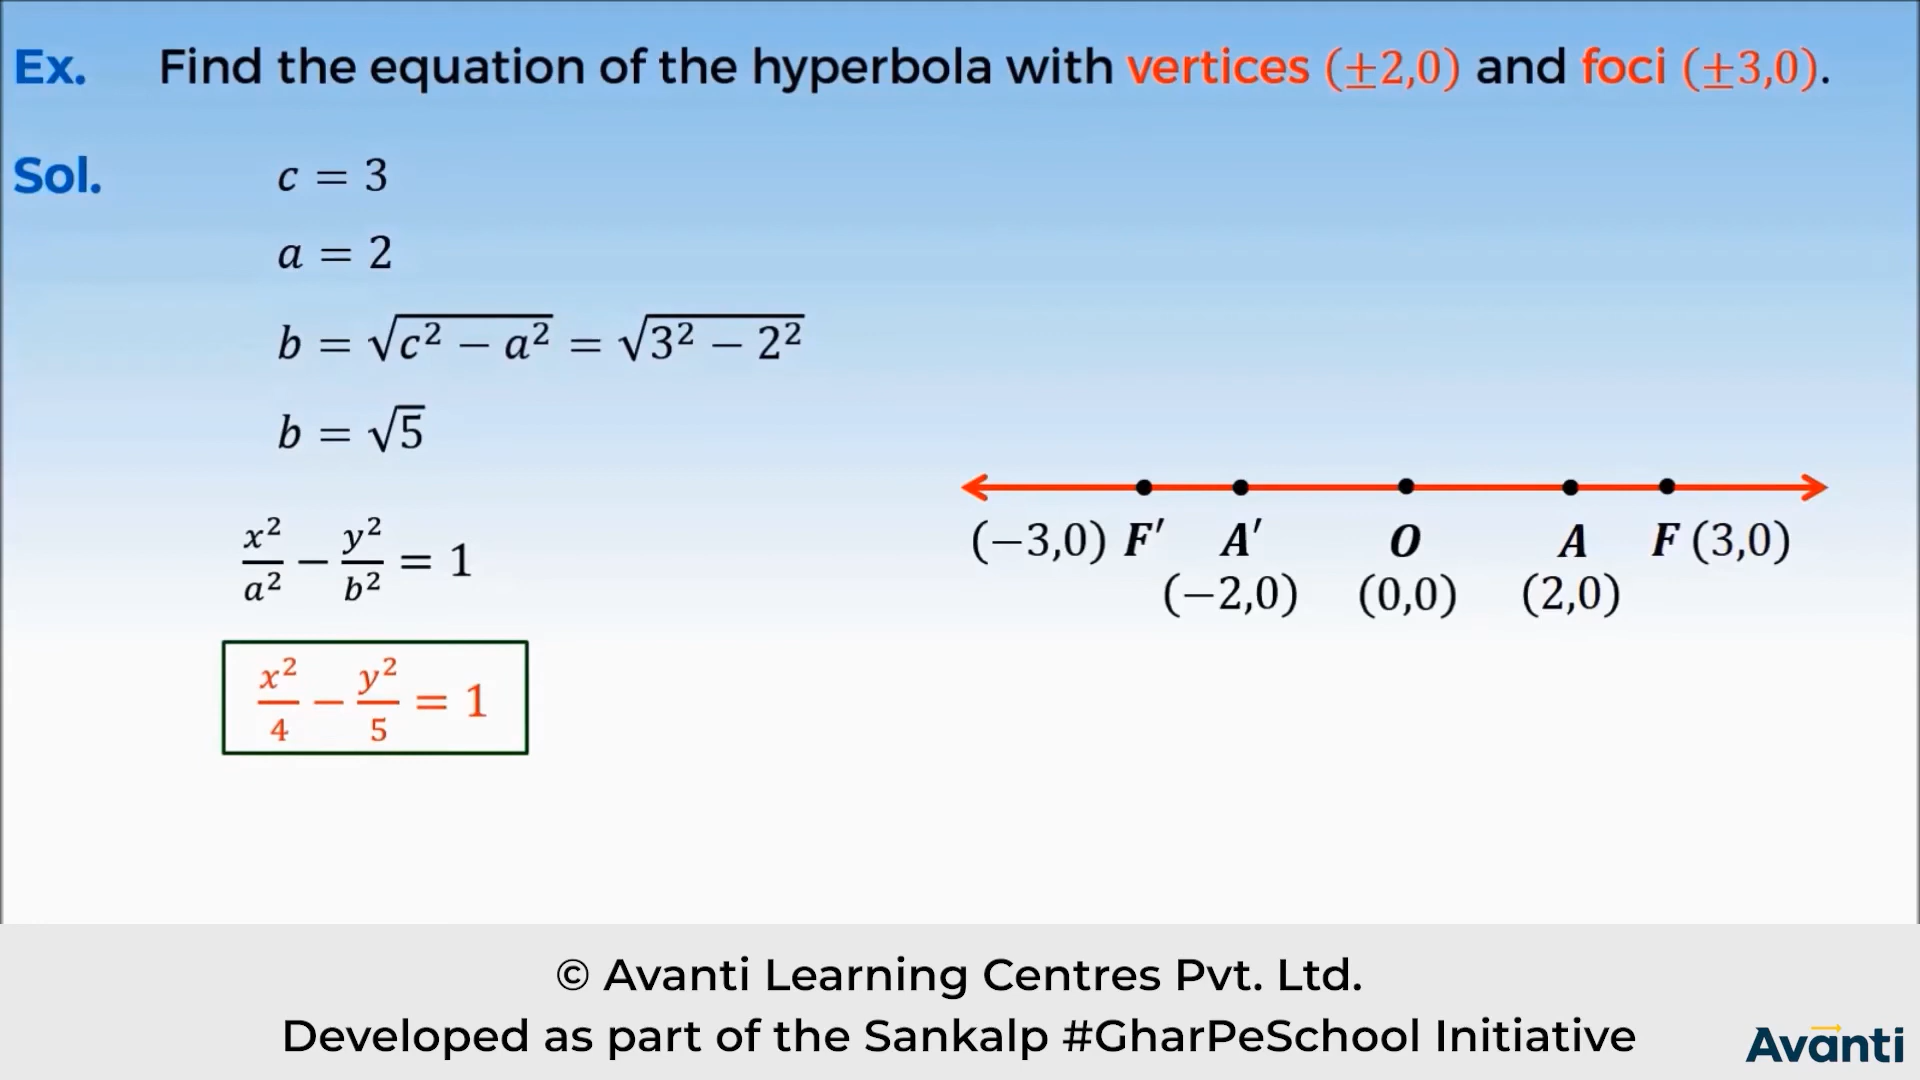 Ex. Find the equation of the hyperbola with vertices (±2,0) and foci (±3,0).
Sol. c = 3
a = 2
b = √(c² − a²) = √(3² − 2²)
b = √5
x²/a² − y²/b² = 1
x²/4 − y²/5 = 1
(−3,0) F′ A′ O A F (3,0)
(−2,0) (0,0) (2,0)
© Avanti Learning Centres Pvt. Ltd.
Developed as part of the Sankalp #GharPeSchool Initiative
Avanti